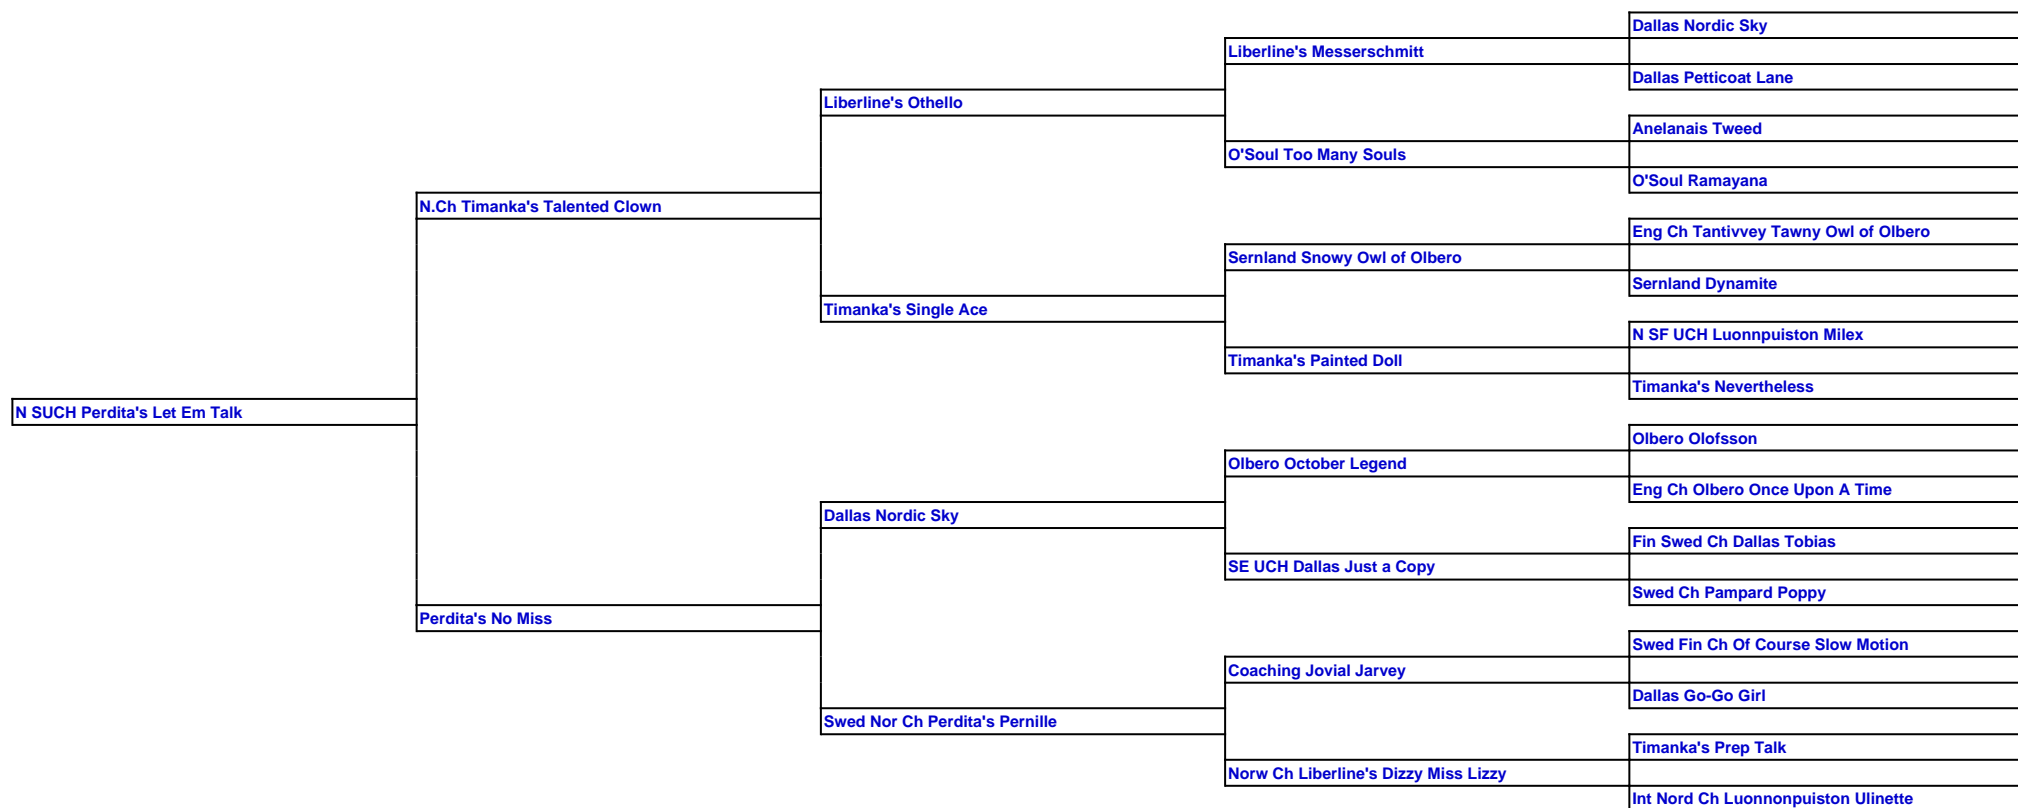 Dallas Nordic Sky
Liberline's Messerschmitt
Dallas Petticoat Lane
Liberline's Othello
Anelanais Tweed
O'Soul Too Many Souls
O'Soul Ramayana
N.Ch Timanka's Talented Clown
Eng Ch Tantivvey Tawny Owl of Olbero
Sernland Snowy Owl of Olbero
Sernland Dynamite
Timanka's Single Ace
N SF UCH Luonnpuiston Milex
Timanka's Painted Doll
Timanka's Nevertheless
N SUCH Perdita's Let Em Talk
Olbero Olofsson
Olbero October Legend
Eng Ch Olbero Once Upon A Time
Dallas Nordic Sky
Fin Swed Ch Dallas Tobias
SE UCH Dallas Just a Copy
Swed Ch Pampard Poppy
Perdita's No Miss
Swed Fin Ch Of Course Slow Motion
Coaching Jovial Jarvey
Dallas Go-Go Girl
Swed Nor Ch Perdita's Pernille
Timanka's Prep Talk
Norw Ch Liberline's Dizzy Miss Lizzy
Int Nord Ch Luonnonpuiston Ulinette